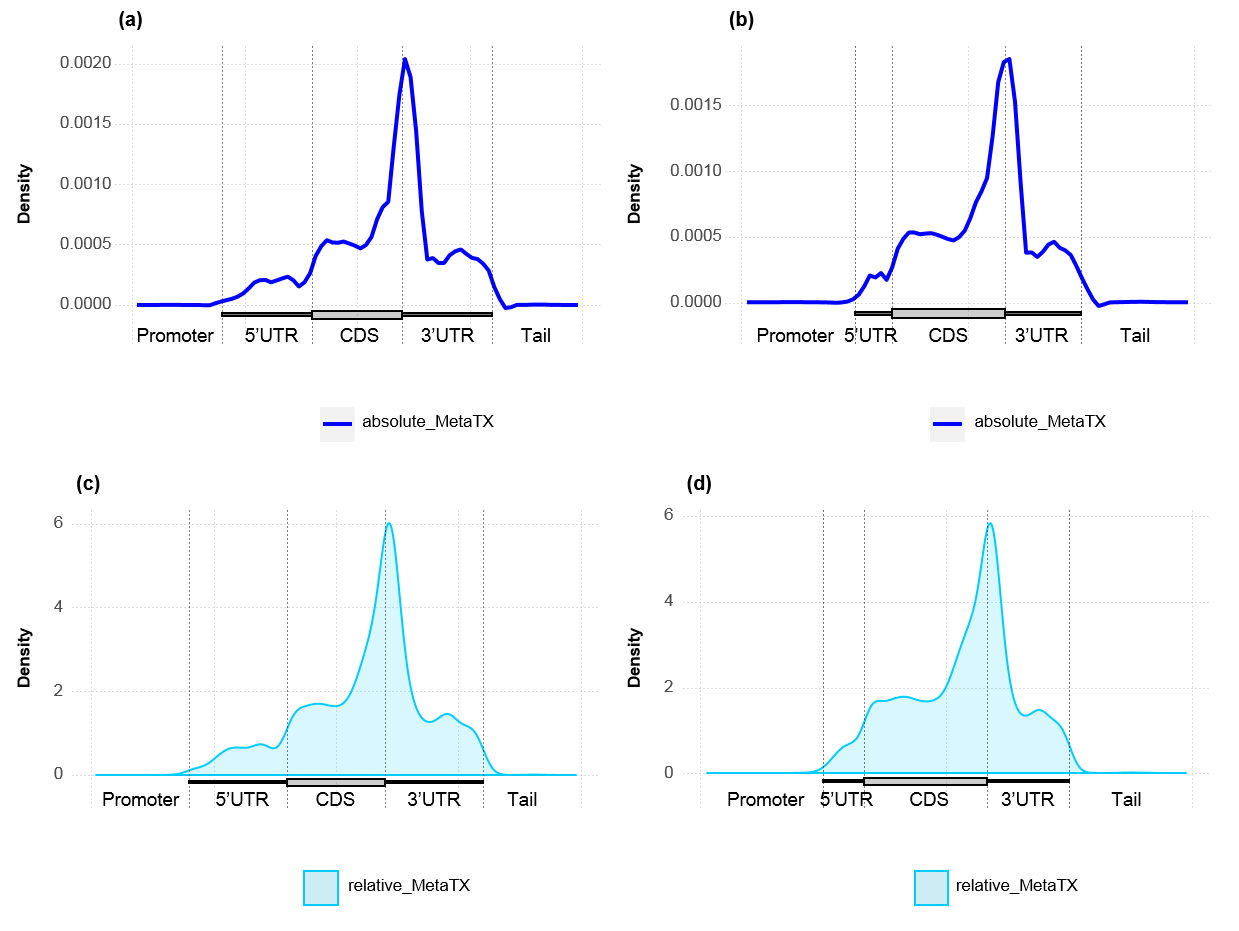 (a)
0.0020
0.0015
0.0010
0.0005
0.0000
Density
Promoter 5’UTR CDS 3’UTR Tail
absolute_MetaTX
(b)
0.0015
0.0010
0.0005
0.0000
Density
Promoter 5’UTR CDS 3’UTR Tail
absolute_MetaTX
(c)
6
4
2
0
Density
Promoter 5’UTR CDS 3’UTR Tail
relative_MetaTX
(d)
6
4
2
0
Density
Promoter 5’UTR CDS 3’UTR Tail
relative_MetaTX